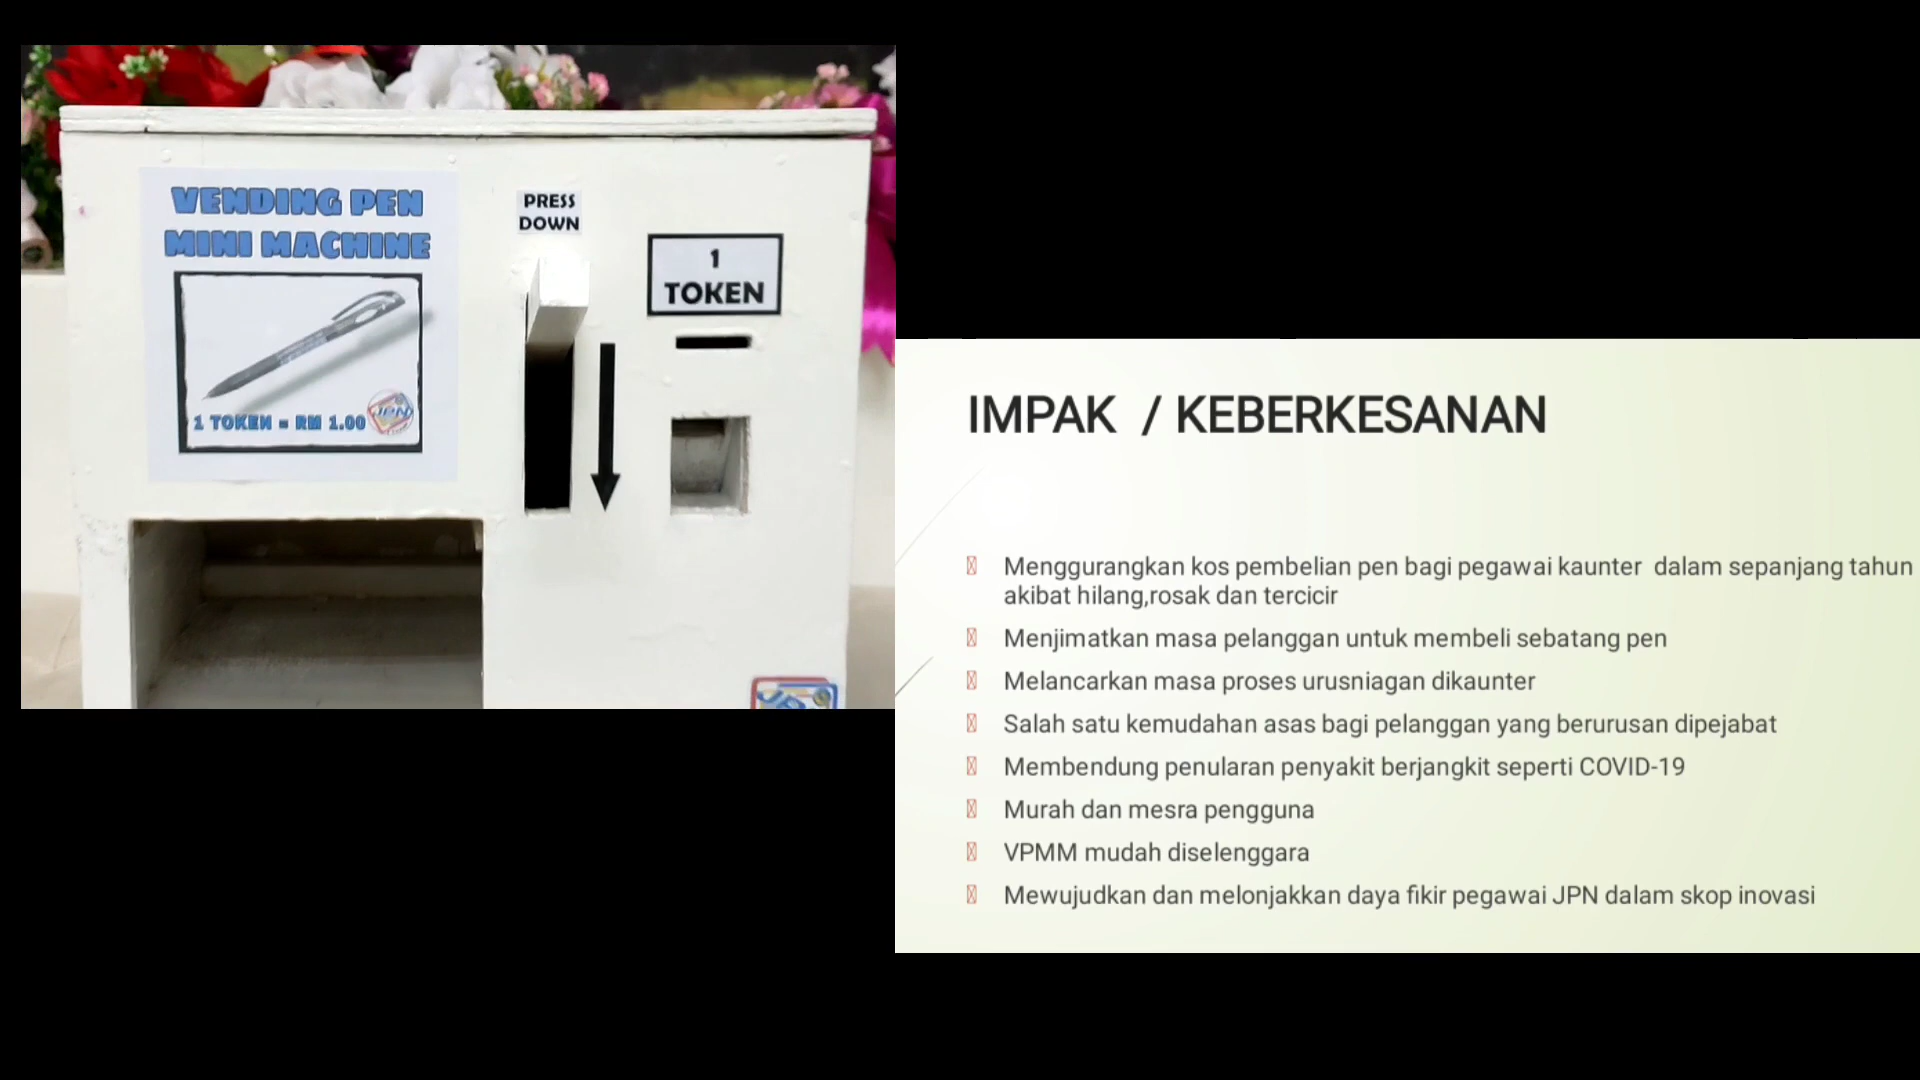 VENDING PEN
MINI MACHINE
1 TOKEN = RM 1.00
JPN
PRESS
DOWN
1
TOKEN
IMPAK / KEBERKESANAN
Menggurangkan kos pembelian pen bagi pegawai kaunter dalam sepanjang tahun
akibat hilang,rosak dan tercicir
Menjimatkan masa pelanggan untuk membeli sebatang pen
Melancarkan masa proses urusniagan dikaunter
Salah satu kemudahan asas bagi pelanggan yang berurusan dipejabat
Membendung penularan penyakit berjangkit seperti COVID-19
Murah dan mesra pengguna
VPMM mudah diselenggara
Mewujudkan dan melonjakkan daya fikir pegawai JPN dalam skop inovasi